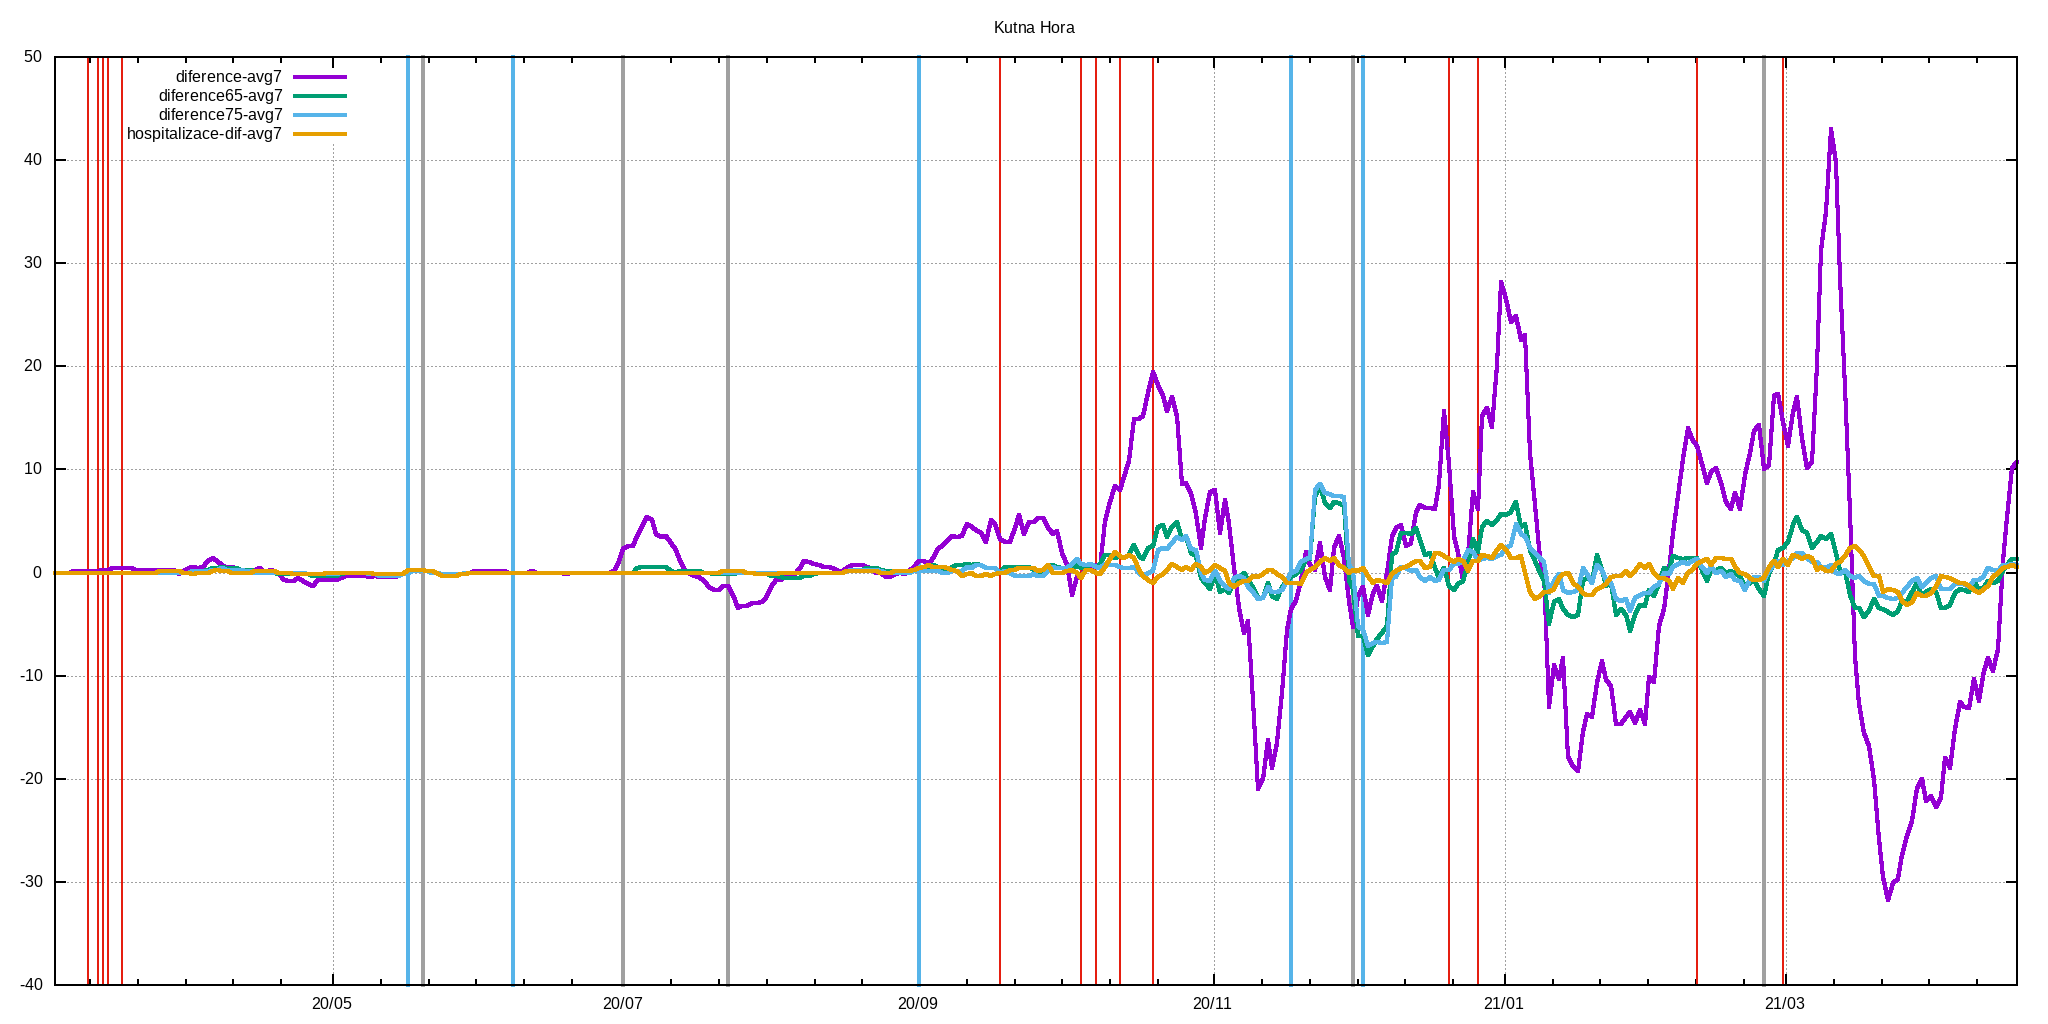 Kutna Hora
50
40
30
20
10
0
-10
-20
-30
-40
diference-avg7
diference65-avg7
diference75-avg7
hospitalizace-dif-avg7
20/05 20/07 20/09 20/11 21/01 21/03